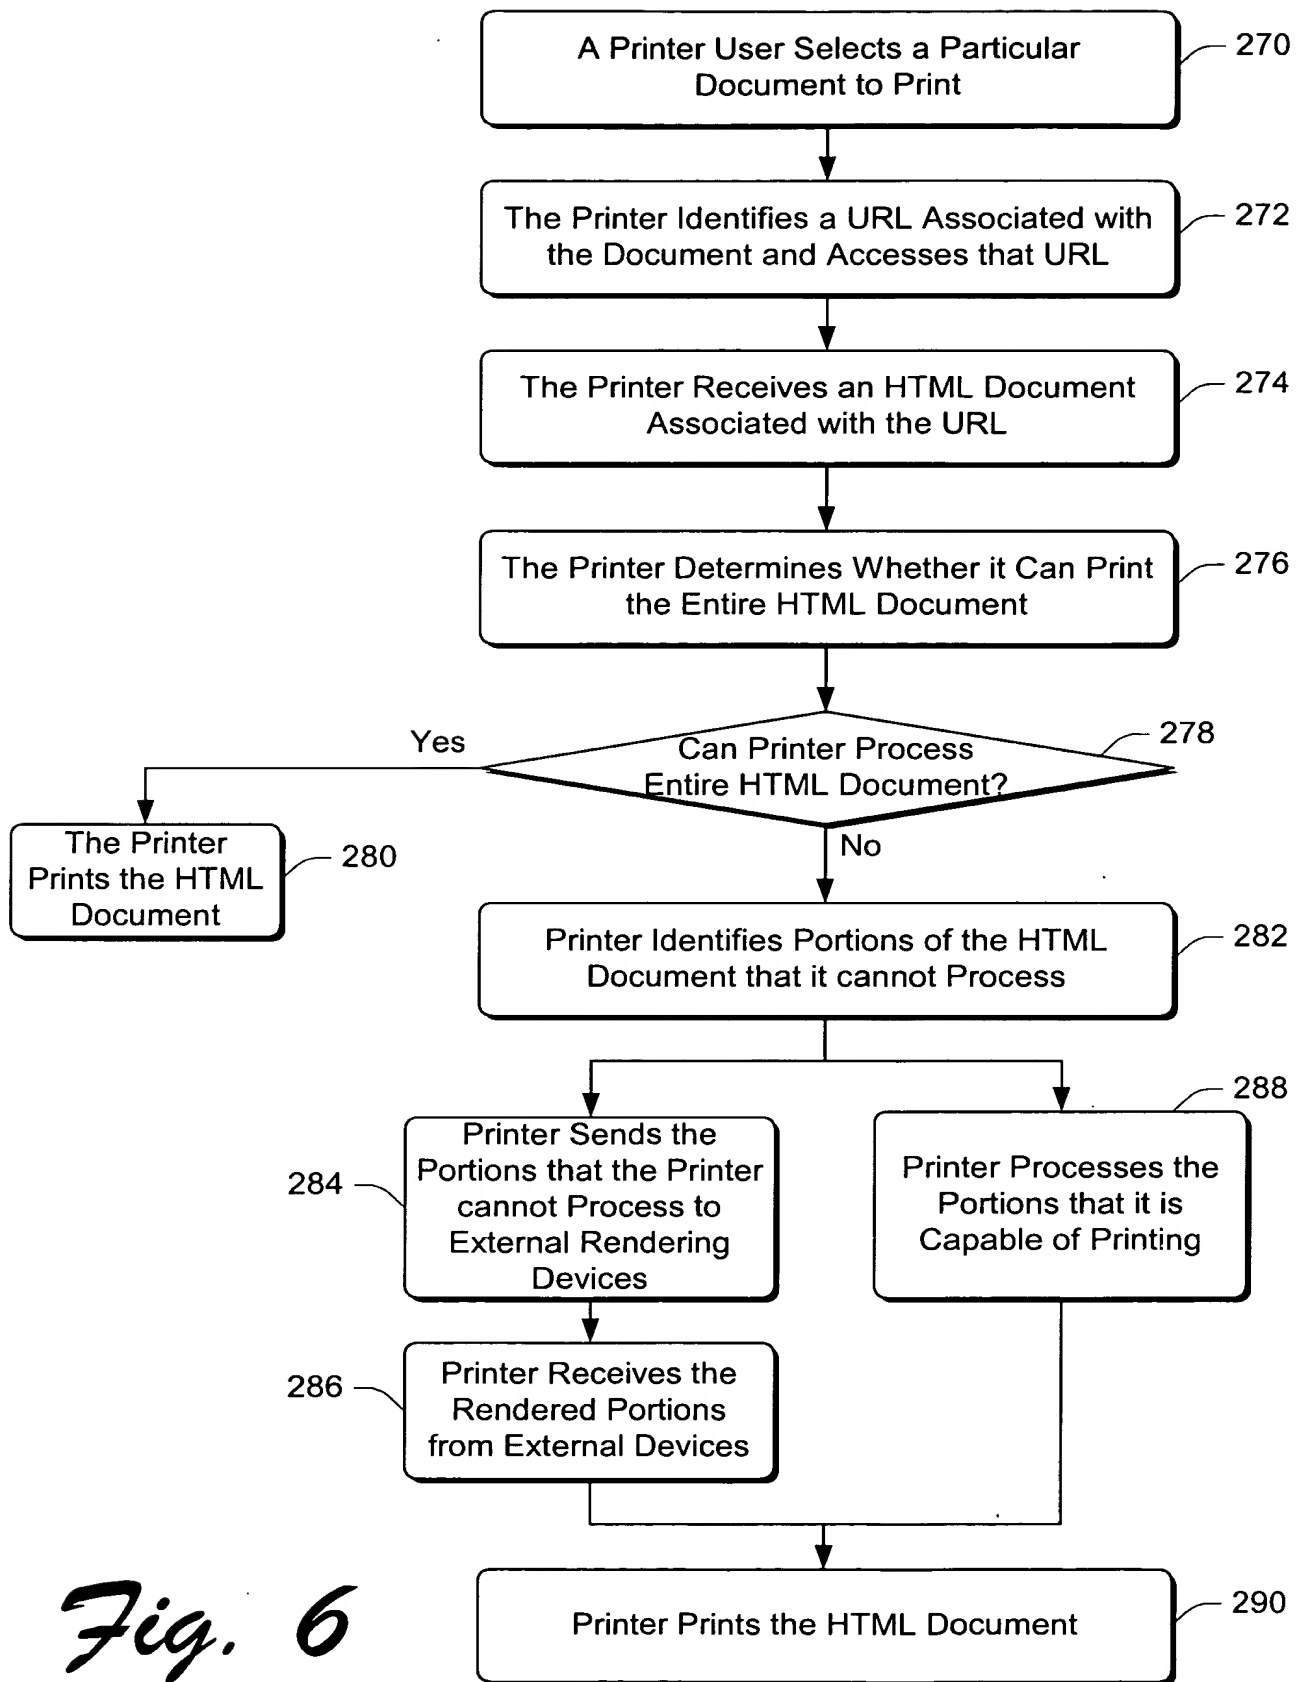 A Printer User Selects a Particular
Document to Print
270
The Printer Identifies a URL Associated with
the Document and Accesses that URL
272
The Printer Receives an HTML Document
Associated with the URL
274
The Printer Determines Whether it Can Print
the Entire HTML Document
276
Can Printer Process
Entire HTML Document?
278
Yes
No
The Printer
Prints the HTML
Document
280
Printer Identifies Portions of the HTML
Document that it cannot Process
282
Printer Sends the
Portions that the Printer
cannot Process to
External Rendering
Devices
284
Printer Processes the
Portions that it is
Capable of Printing
288
Printer Receives the
Rendered Portions
from External Devices
286
Printer Prints the HTML Document
290
Fig. 6